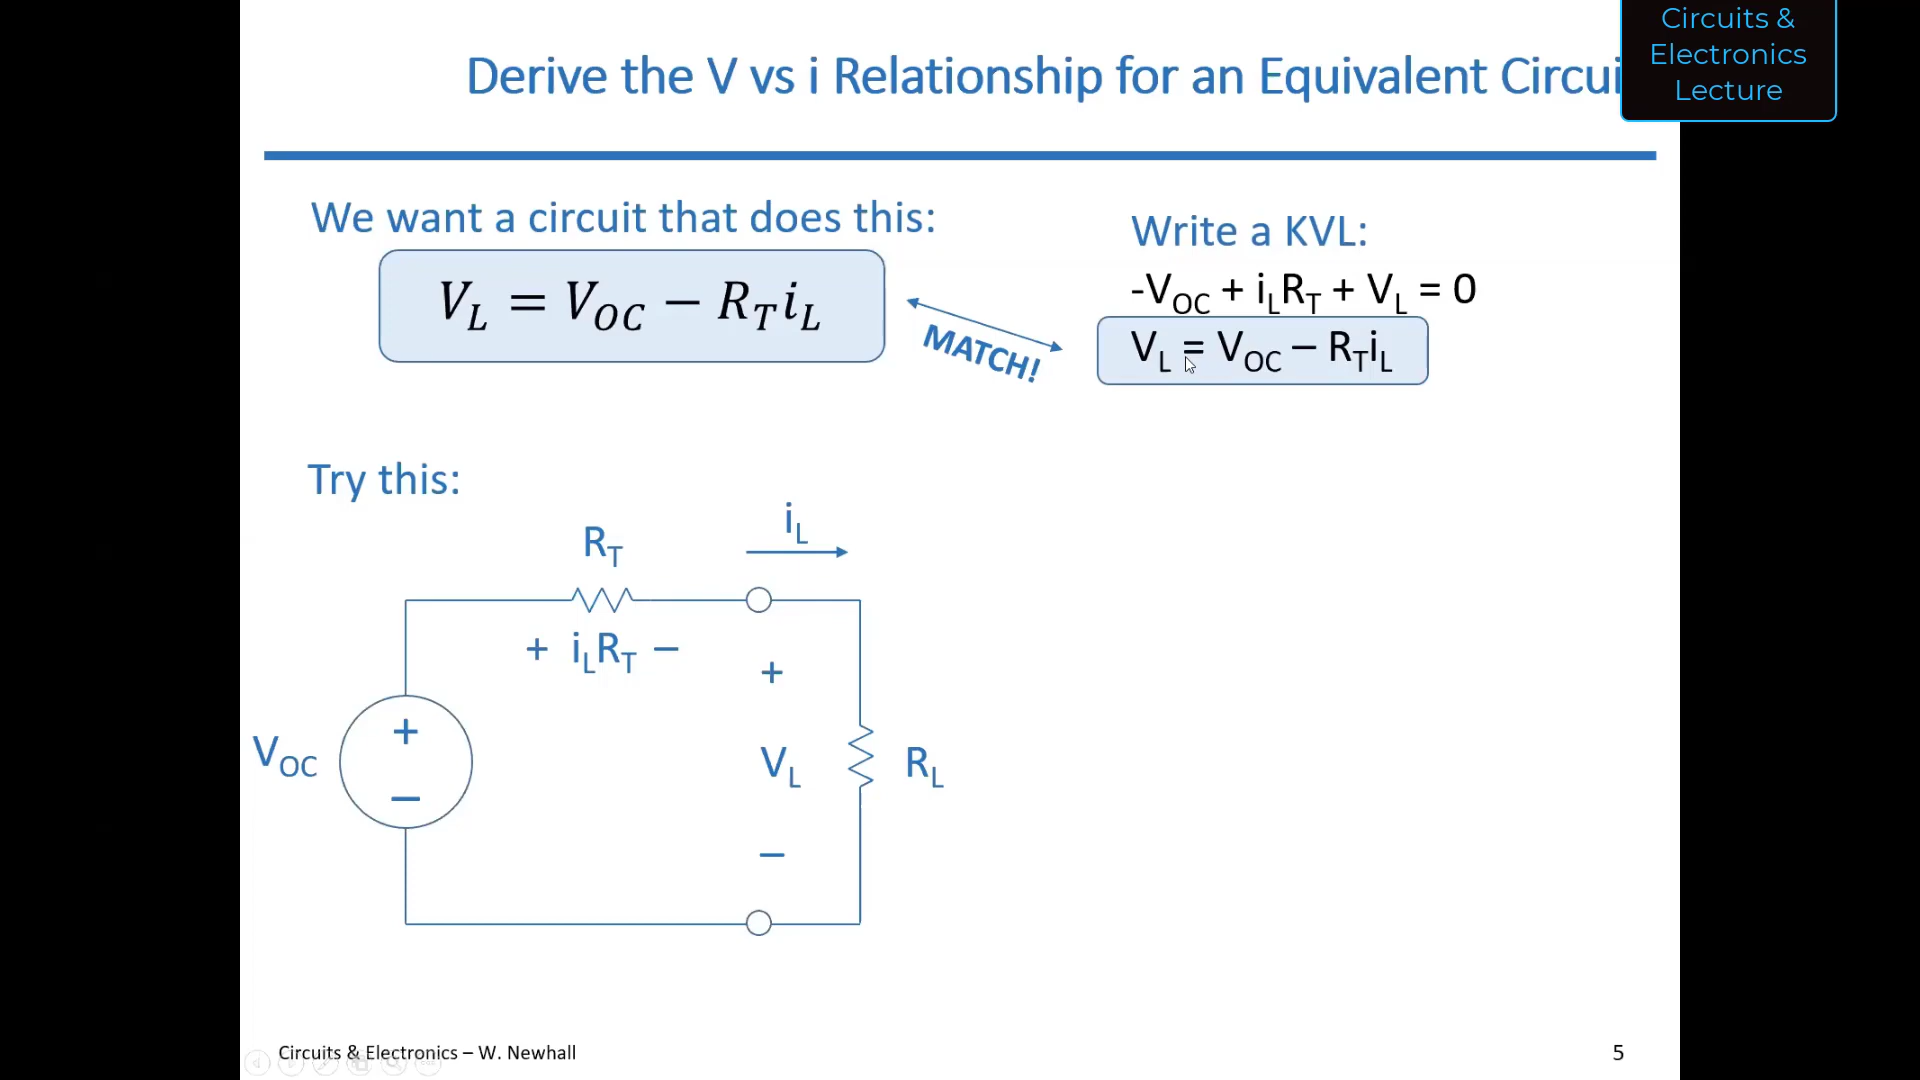 Derive the V vs i Relationship for an Equivalent Circui
Circuits &
Electronics
Lecture
We want a circuit that does this:
V_L = V_OC − R_T i_L
MATCH!
Write a KVL:
-V_OC + i_L R_T + V_L = 0
V_L = V_OC – R_T i_L
Try this:
R_T
i_L
+ i_L R_T –
+
V_OC
+
–
V_L
R_L
–
Circuits & Electronics – W. Newhall
5